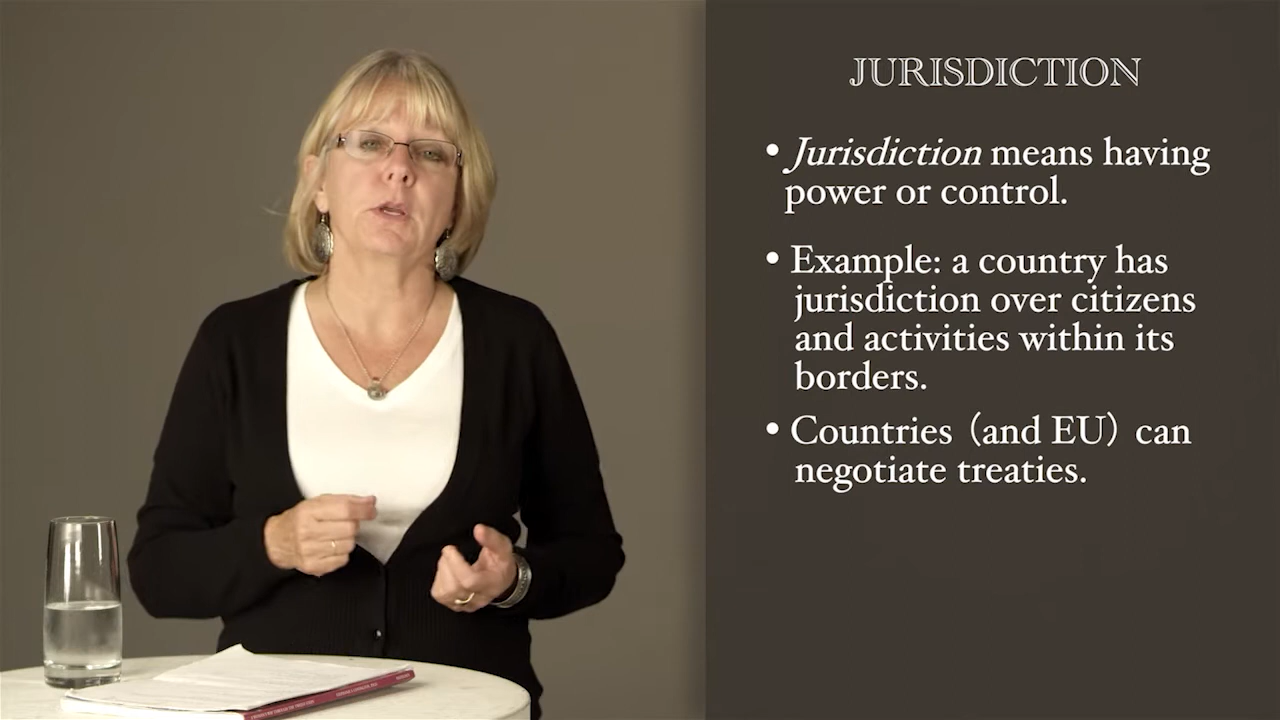 JURISDICTION
• Jurisdiction means having
power or control.
• Example: a country has
jurisdiction over citizens
and activities within its
borders.
• Countries (and EU) can
negotiate treaties.